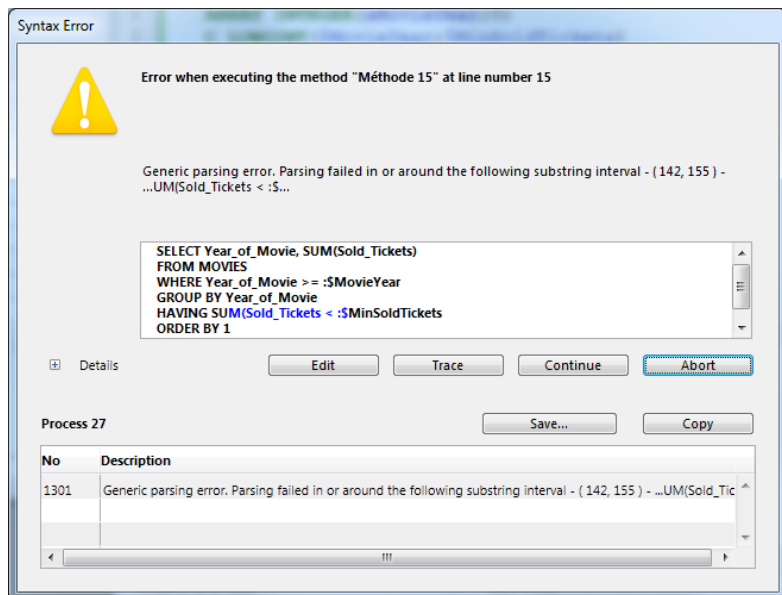 Syntax Error
Error when executing the method "Méthode 15" at line number 15
Generic parsing error. Parsing failed in or around the following substring interval - ( 142, 155 ) -
...UM(Sold_Tickets < :$...
SELECT Year_of_Movie, SUM(Sold_Tickets)
FROM MOVIES
WHERE Year_of_Movie >= :$MovieYear
GROUP BY Year_of_Movie
HAVING SUM(Sold_Tickets < :$MinSoldTickets
ORDER BY 1
Details Edit Trace Continue Abort
Process 27 Save... Copy
No Description
1301 Generic parsing error. Parsing failed in or around the following substring interval - ( 142, 155 ) - ...UM(Sold_Tic